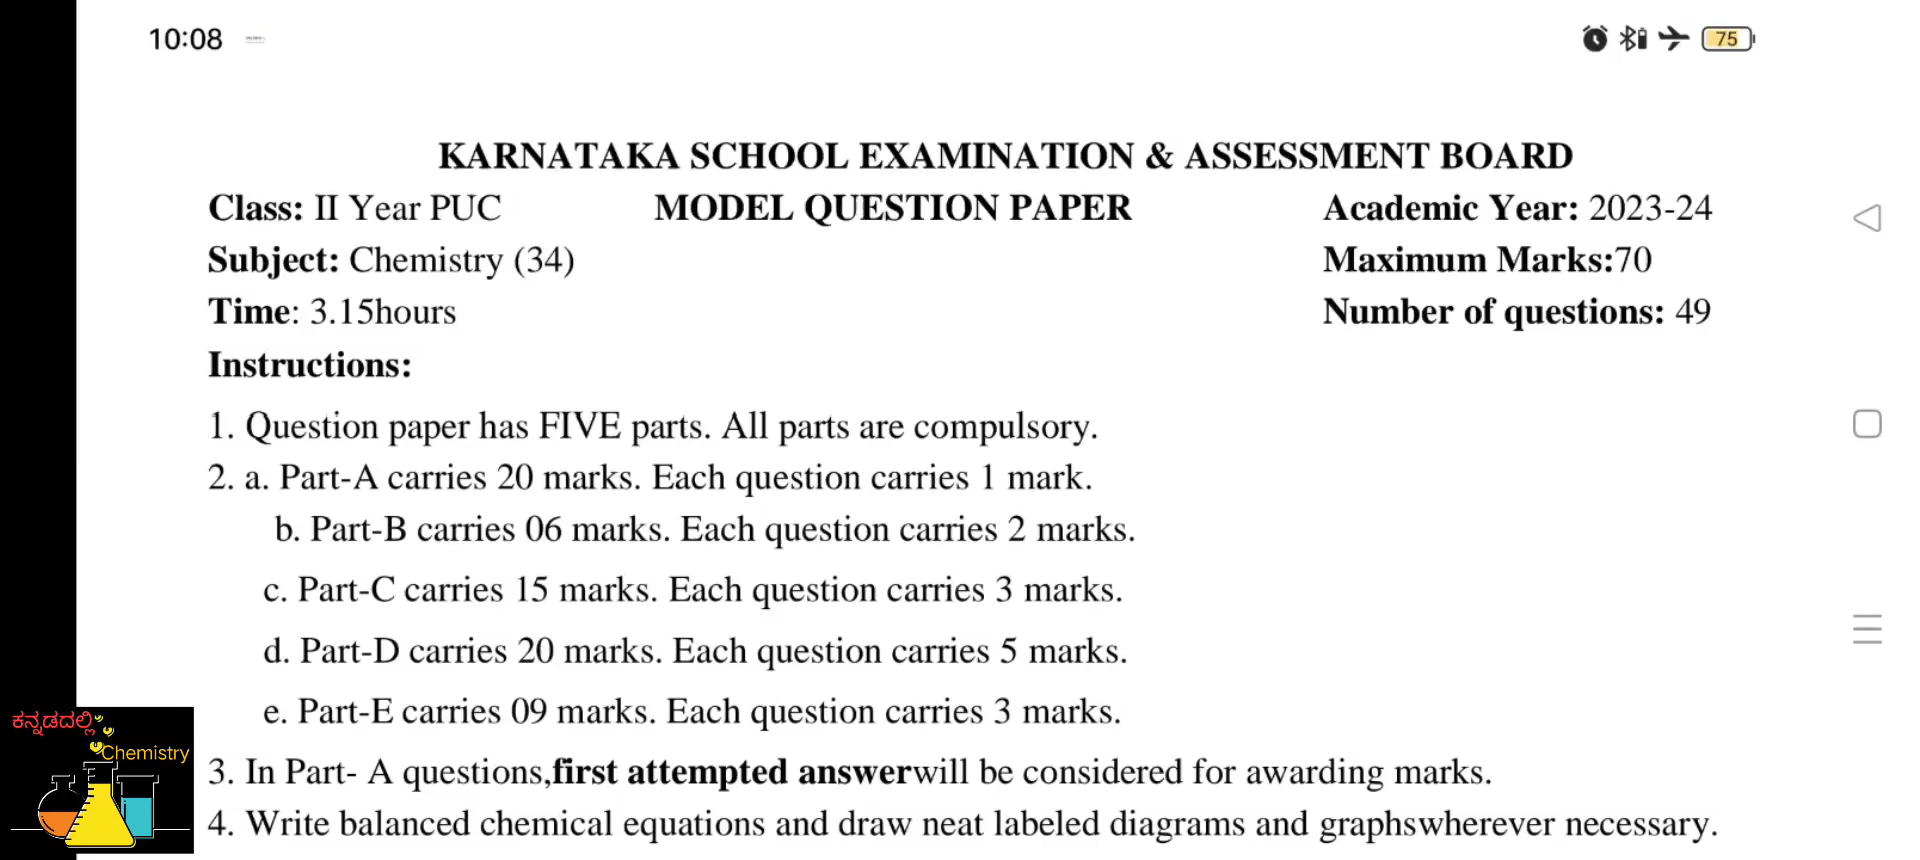 10:08
75
KARNATAKA SCHOOL EXAMINATION & ASSESSMENT BOARD
Class: II Year PUC MODEL QUESTION PAPER Academic Year: 2023-24
Subject: Chemistry (34) Maximum Marks:70
Time: 3.15hours Number of questions: 49
Instructions:
1. Question paper has FIVE parts. All parts are compulsory.
2. a. Part-A carries 20 marks. Each question carries 1 mark.
b. Part-B carries 06 marks. Each question carries 2 marks.
c. Part-C carries 15 marks. Each question carries 3 marks.
d. Part-D carries 20 marks. Each question carries 5 marks.
e. Part-E carries 09 marks. Each question carries 3 marks.
ಕನ್ನಡದಲ್ಲಿ
Chemistry
3. In Part- A questions,first attempted answerwill be considered for awarding marks.
4. Write balanced chemical equations and draw neat labeled diagrams and graphswherever necessary.